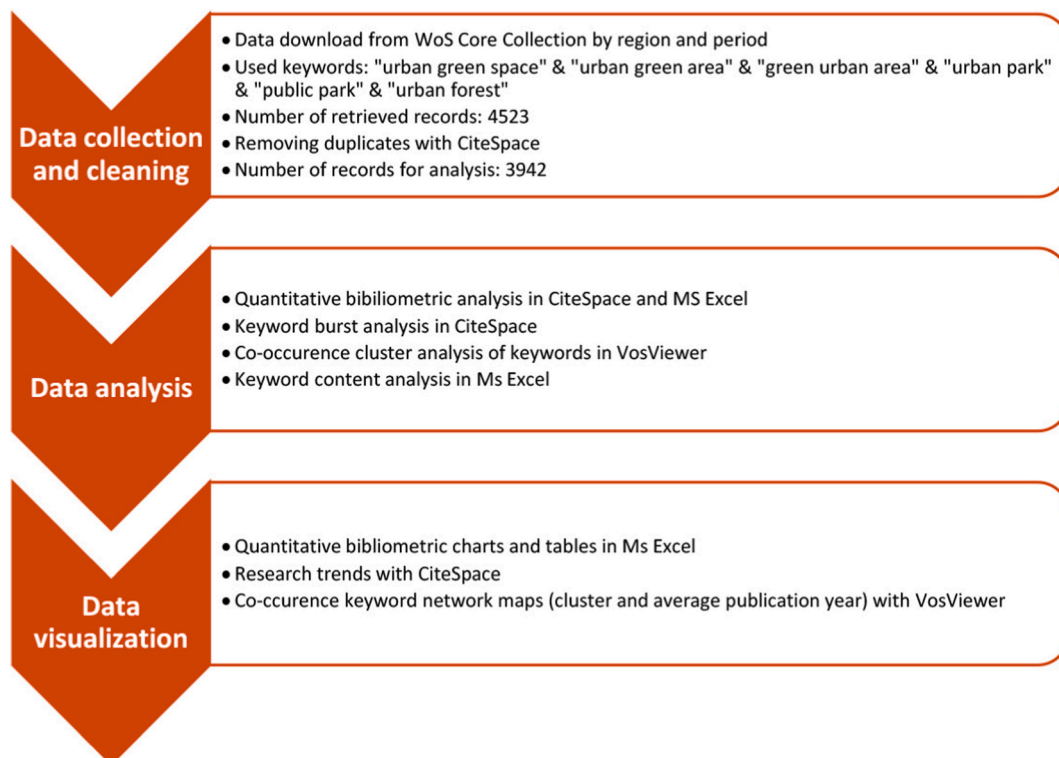 Data collection
and cleaning
• Data download from WoS Core Collection by region and period
• Used keywords: "urban green space" & "urban green area" & "green urban area" & "urban park"
& "public park" & "urban forest"
• Number of retrieved records: 4523
• Removing duplicates with CiteSpace
• Number of records for analysis: 3942
Data analysis
• Quantitative bibiliometric analysis in CiteSpace and MS Excel
• Keyword burst analysis in CiteSpace
• Co-occurence cluster analysis of keywords in VosViewer
• Keyword content analysis in Ms Excel
Data
visualization
• Quantitative bibliometric charts and tables in Ms Excel
• Research trends with CiteSpace
• Co-ccurence keyword network maps (cluster and average publication year) with VosViewer